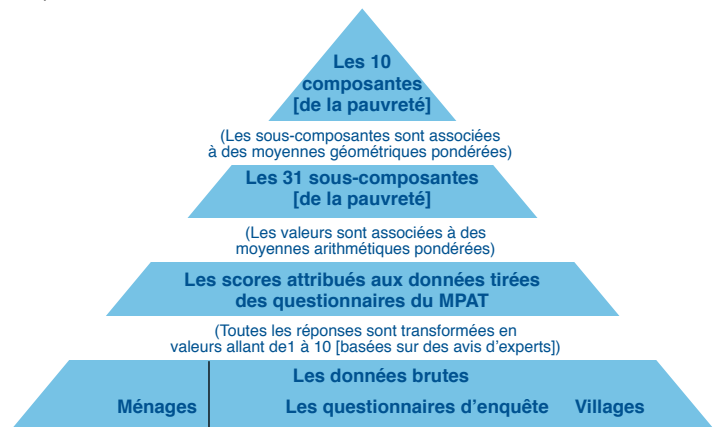 Les 10
composantes
[de la pauvreté]
(Les sous-composantes sont associées
à des moyennes géométriques pondérées)
Les 31 sous-composantes
[de la pauvreté]
(Les valeurs sont associées à des
moyennes arithmétiques pondérées)
Les scores attribués aux données tirées
des questionnaires du MPAT
(Toutes les réponses sont transformées en
valeurs allant de1 à 10 [basées sur des avis d'experts])
Les données brutes
Ménages Les questionnaires d'enquête Villages